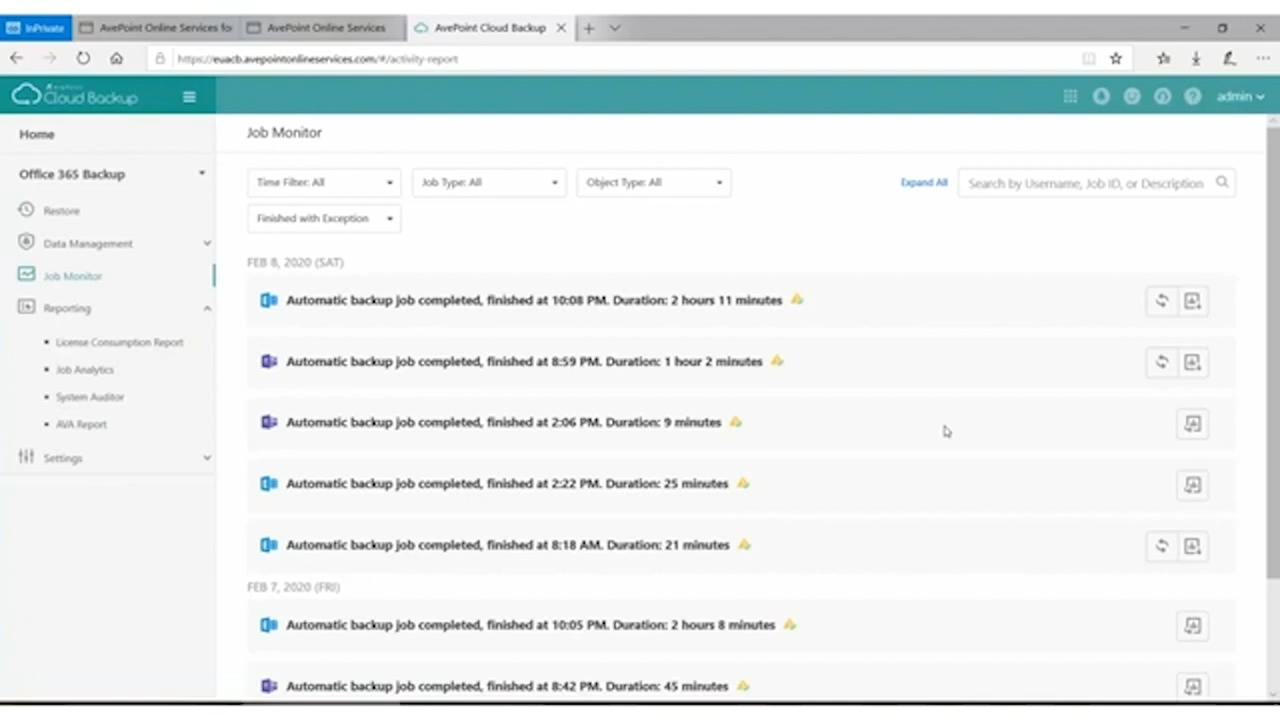 InPrivate
AvePoint Online Services fo
AvePoint Online Services
AvePoint Cloud Backup
https://euacb.avepointonlineservices.com/#/activity-report
Cloud Backup
admin
Home
Job Monitor
Office 365 Backup
Time Filter: All
Job Type: All
Object Type: All
Expand All
Search by Username, Job ID, or Description
Restore
Finished with Exception
Data Management
Job Monitor
Reporting
License Consumption Report
Job Analytics
System Auditor
AVA Report
Settings
FEB 8, 2020 (SAT)
Automatic backup job completed, finished at 10:08 PM. Duration: 2 hours 11 minutes
Automatic backup job completed, finished at 8:59 PM. Duration: 1 hour 2 minutes
Automatic backup job completed, finished at 2:06 PM. Duration: 9 minutes
Automatic backup job completed, finished at 2:22 PM. Duration: 25 minutes
Automatic backup job completed, finished at 8:18 AM. Duration: 21 minutes
FEB 7, 2020 (FRI)
Automatic backup job completed, finished at 10:05 PM. Duration: 2 hours 8 minutes
Automatic backup job completed, finished at 8:42 PM. Duration: 45 minutes